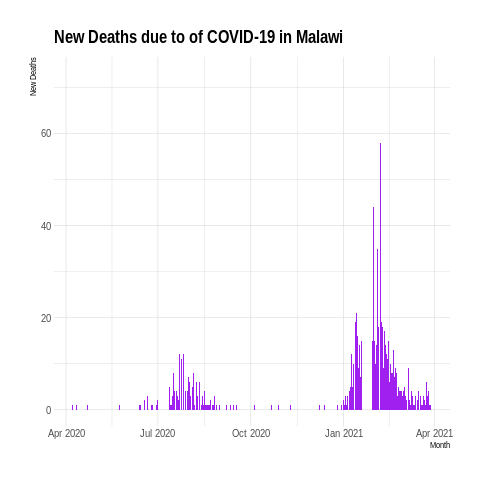 New Deaths due to of COVID-19 in Malawi
New Deaths
60
40
20
0
Apr 2020 Jul 2020 Oct 2020 Jan 2021 Apr 2021
Month